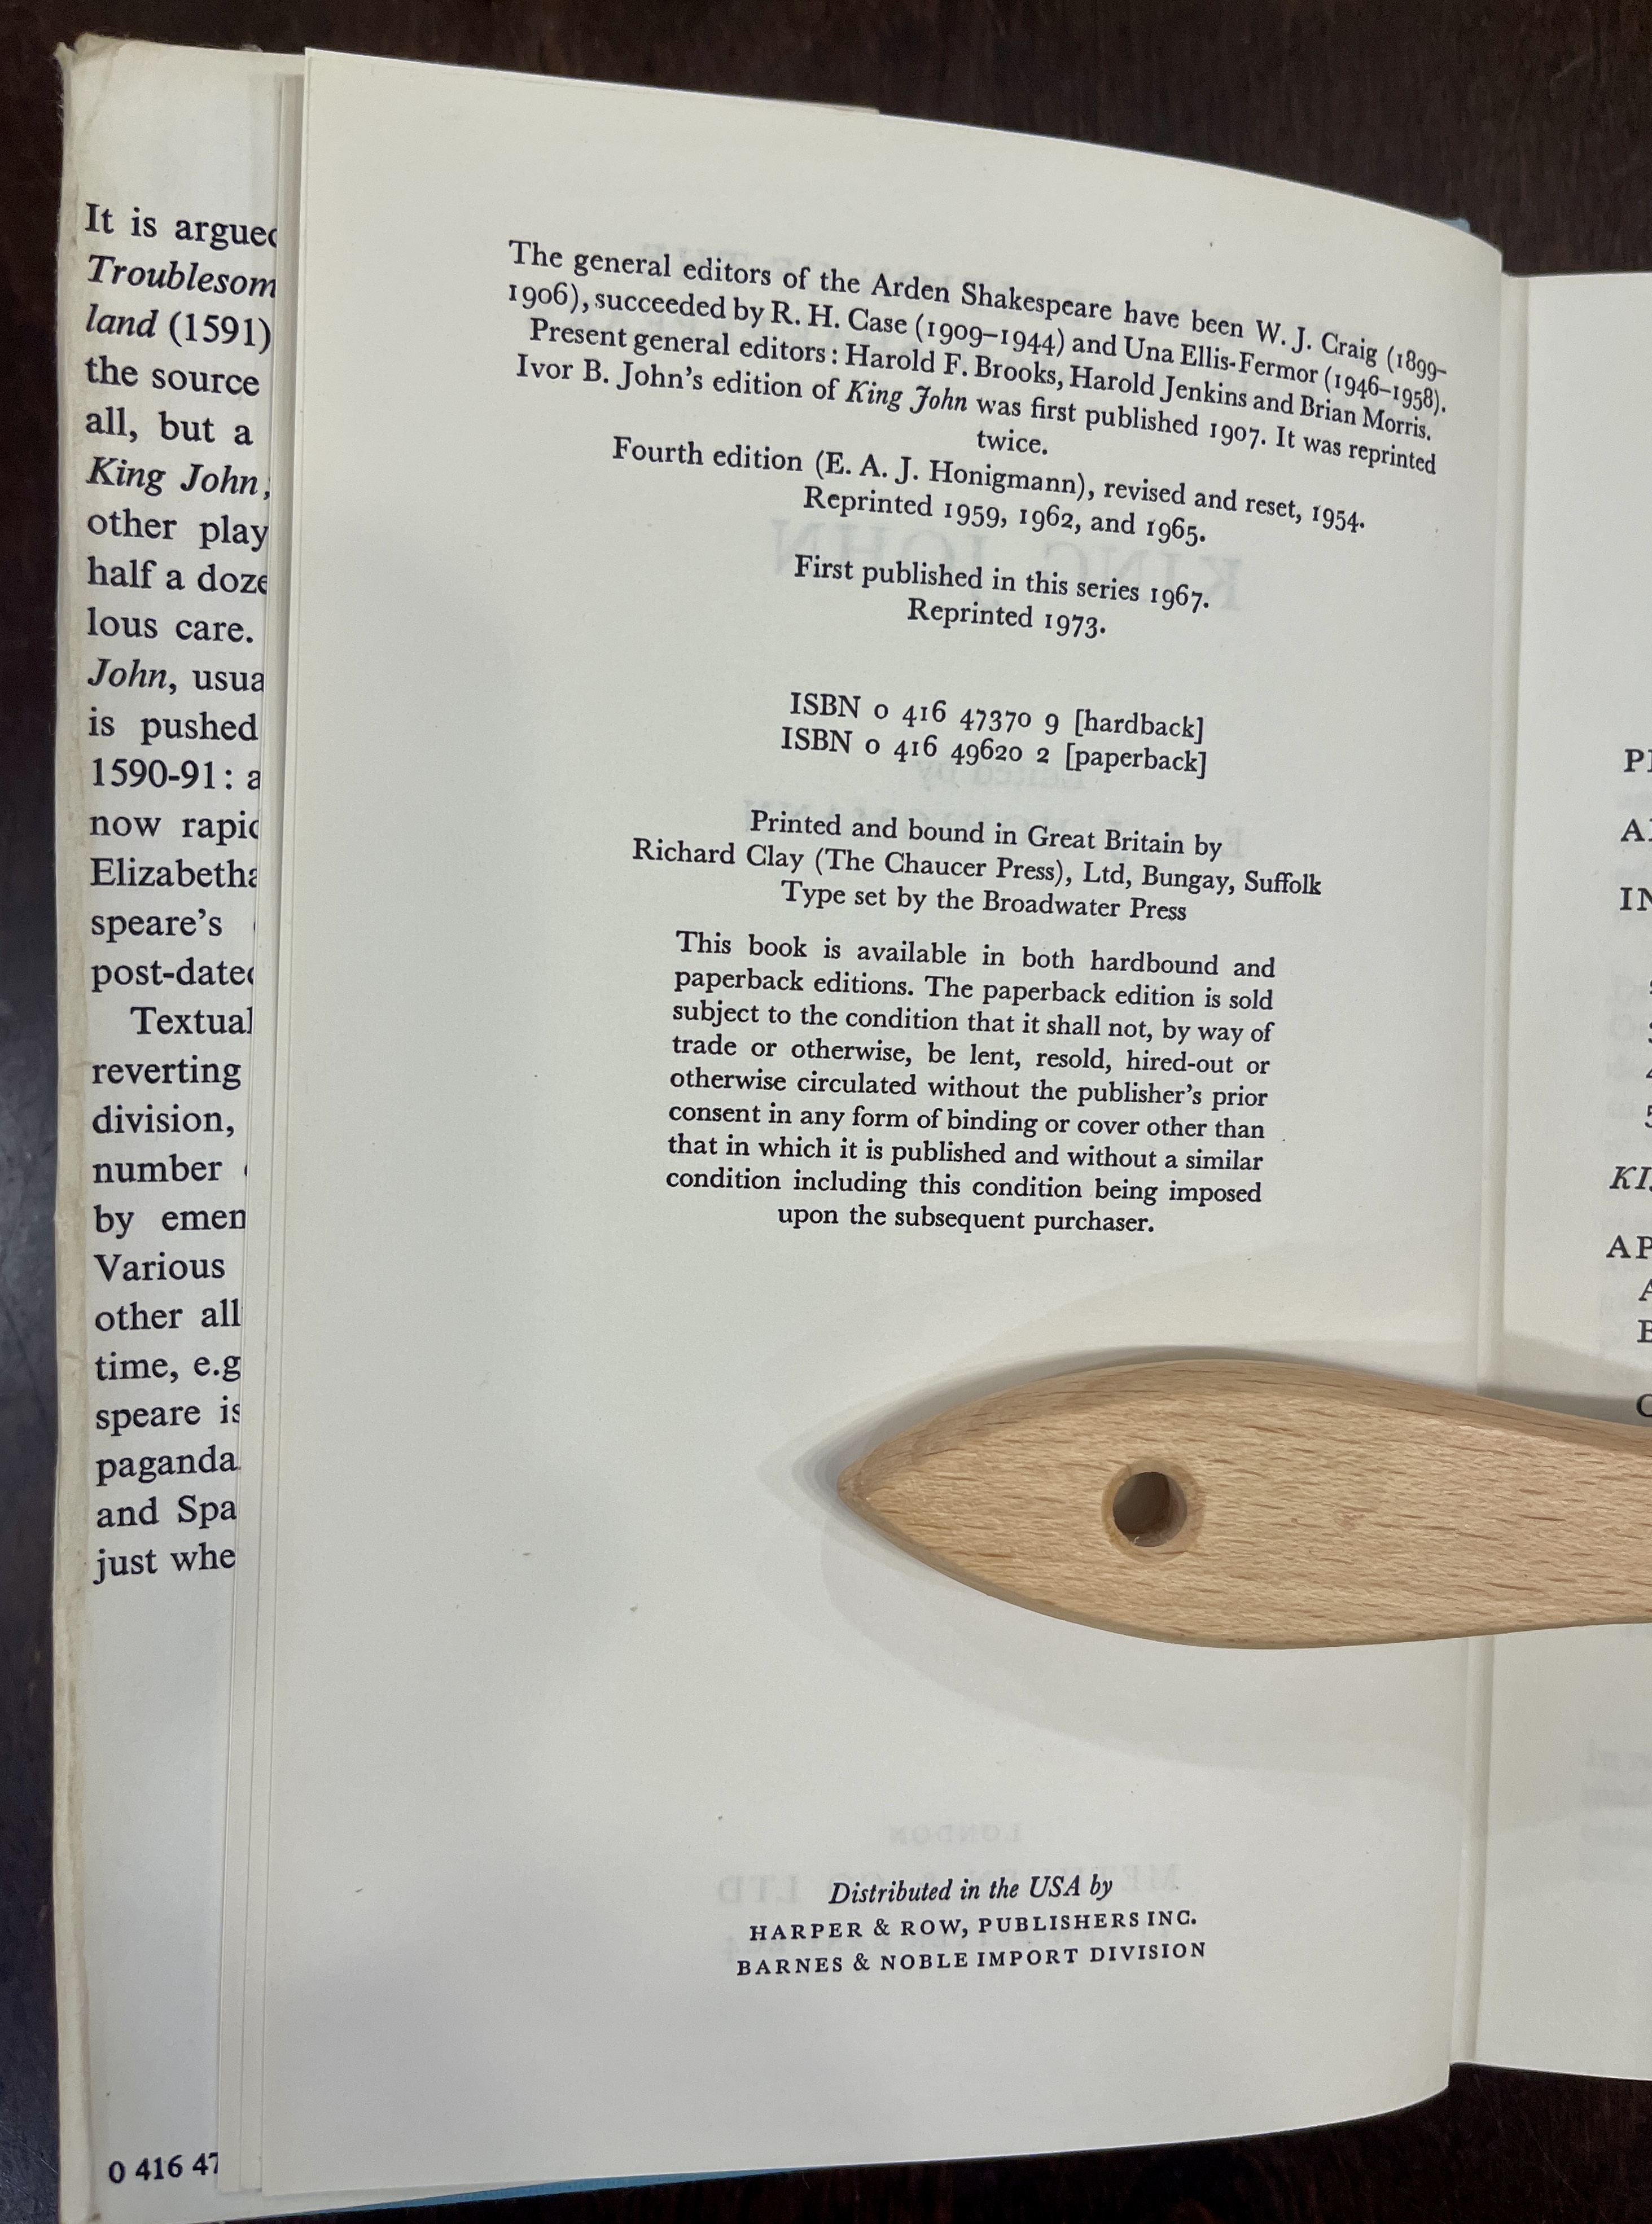 It is
Troublesom
land (1591)
the source
all, but a
King John,
other play
half a doze
lous care.
John, usua
is pushed
1590-91: a
now
Elizabetha
speare's
post-date
Textual
reverting
division,
number
by emen
Various
other all
time, e.g
speare is
paganda
and Spa
just whe
0 416 47
The general editors of the Arden Shakespeare have been W. J. Craig (1899–
1906), succeeded by R. H. Case (1909–1944) and Una Ellis-Fermor (1946–1958).
Present general editors: Harold F. Brooks, Harold Jenkins and Brian Morris.
Ivor B. John's edition of King John was first published 1907. It was reprinted
twice.
Fourth edition (E. A. J. Honigmann), revised and reset, 1954.
Reprinted 1959, 1962, and 1965.
First published in this series 1967.
Reprinted 1973.
ISBN 0 416 47370 9 [hardback]
ISBN 0 416 49620 2 [paperback]
Printed and bound in Great Britain by
Richard Clay (The Chaucer Press), Ltd, Bungay, Suffolk
Type set by the Broadwater Press
This book is available in both hardbound and
paperback editions. The paperback edition is sold
subject to the condition that it shall not, by way of
trade or otherwise, be lent, resold, hired-out or
otherwise circulated without the publisher's prior
consent in any form of binding or cover other than
that in which it is published and without a similar
condition including this condition being imposed
upon the subsequent purchaser.
Distributed in the USA by
HARPER & ROW, PUBLISHERS INC.
BARNES & NOBLE IMPORT DIVISION